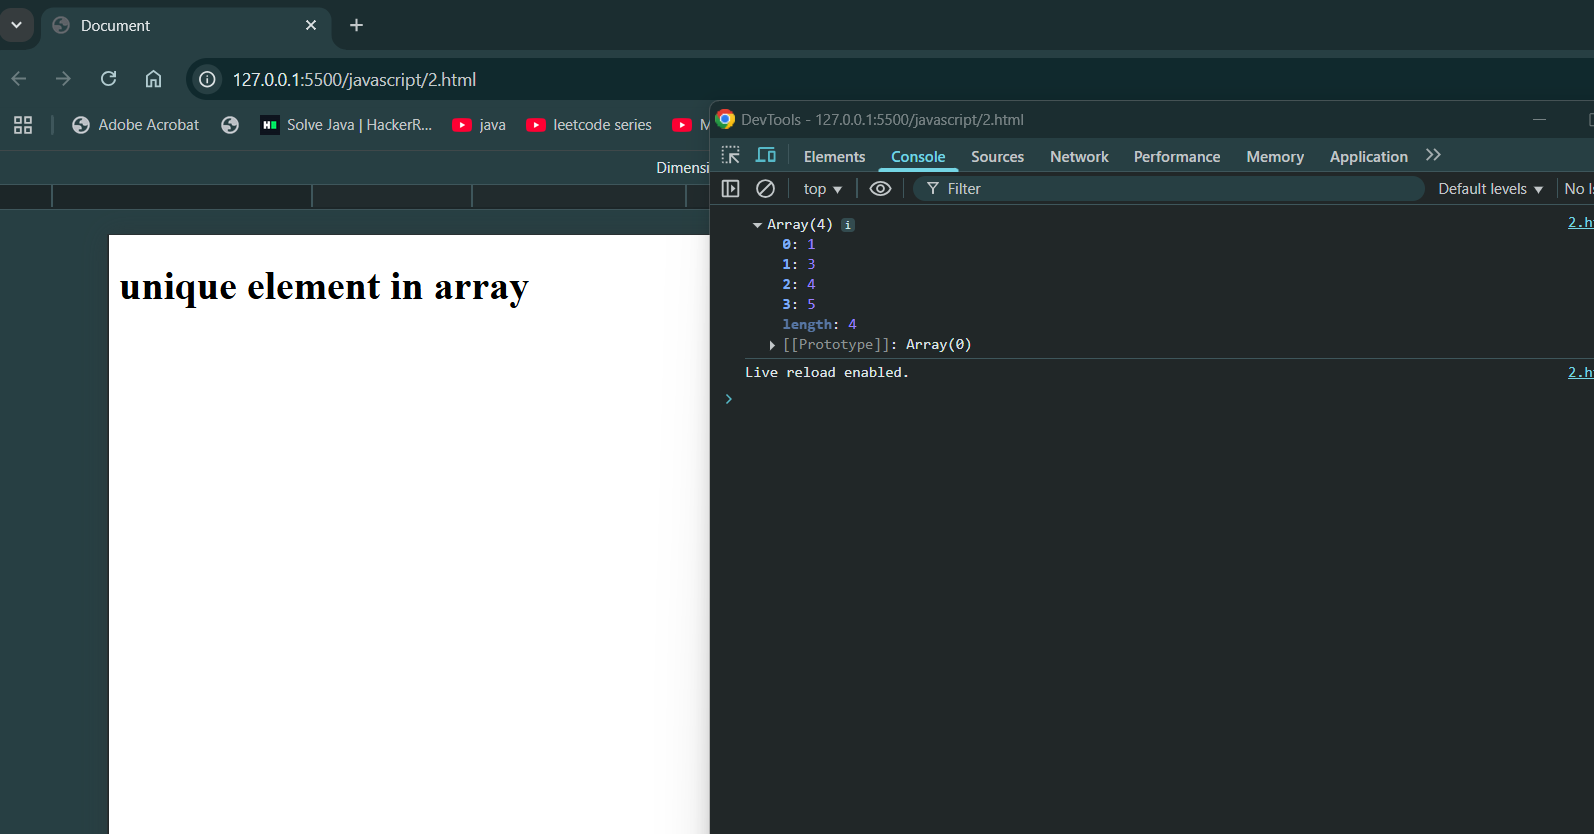 Document
127.0.0.1:5500/javascript/2.html
Adobe Acrobat
Solve Java | HackerR...
java
leetcode series
M
Dimensi
DevTools - 127.0.0.1:5500/javascript/2.html
Elements Console Sources Network Performance Memory Application
top Filter Default levels No Is
unique element in array
Array(4) i 2.h
0: 1
1: 3
2: 4
3: 5
length: 4
[[Prototype]]: Array(0)
Live reload enabled. 2.h